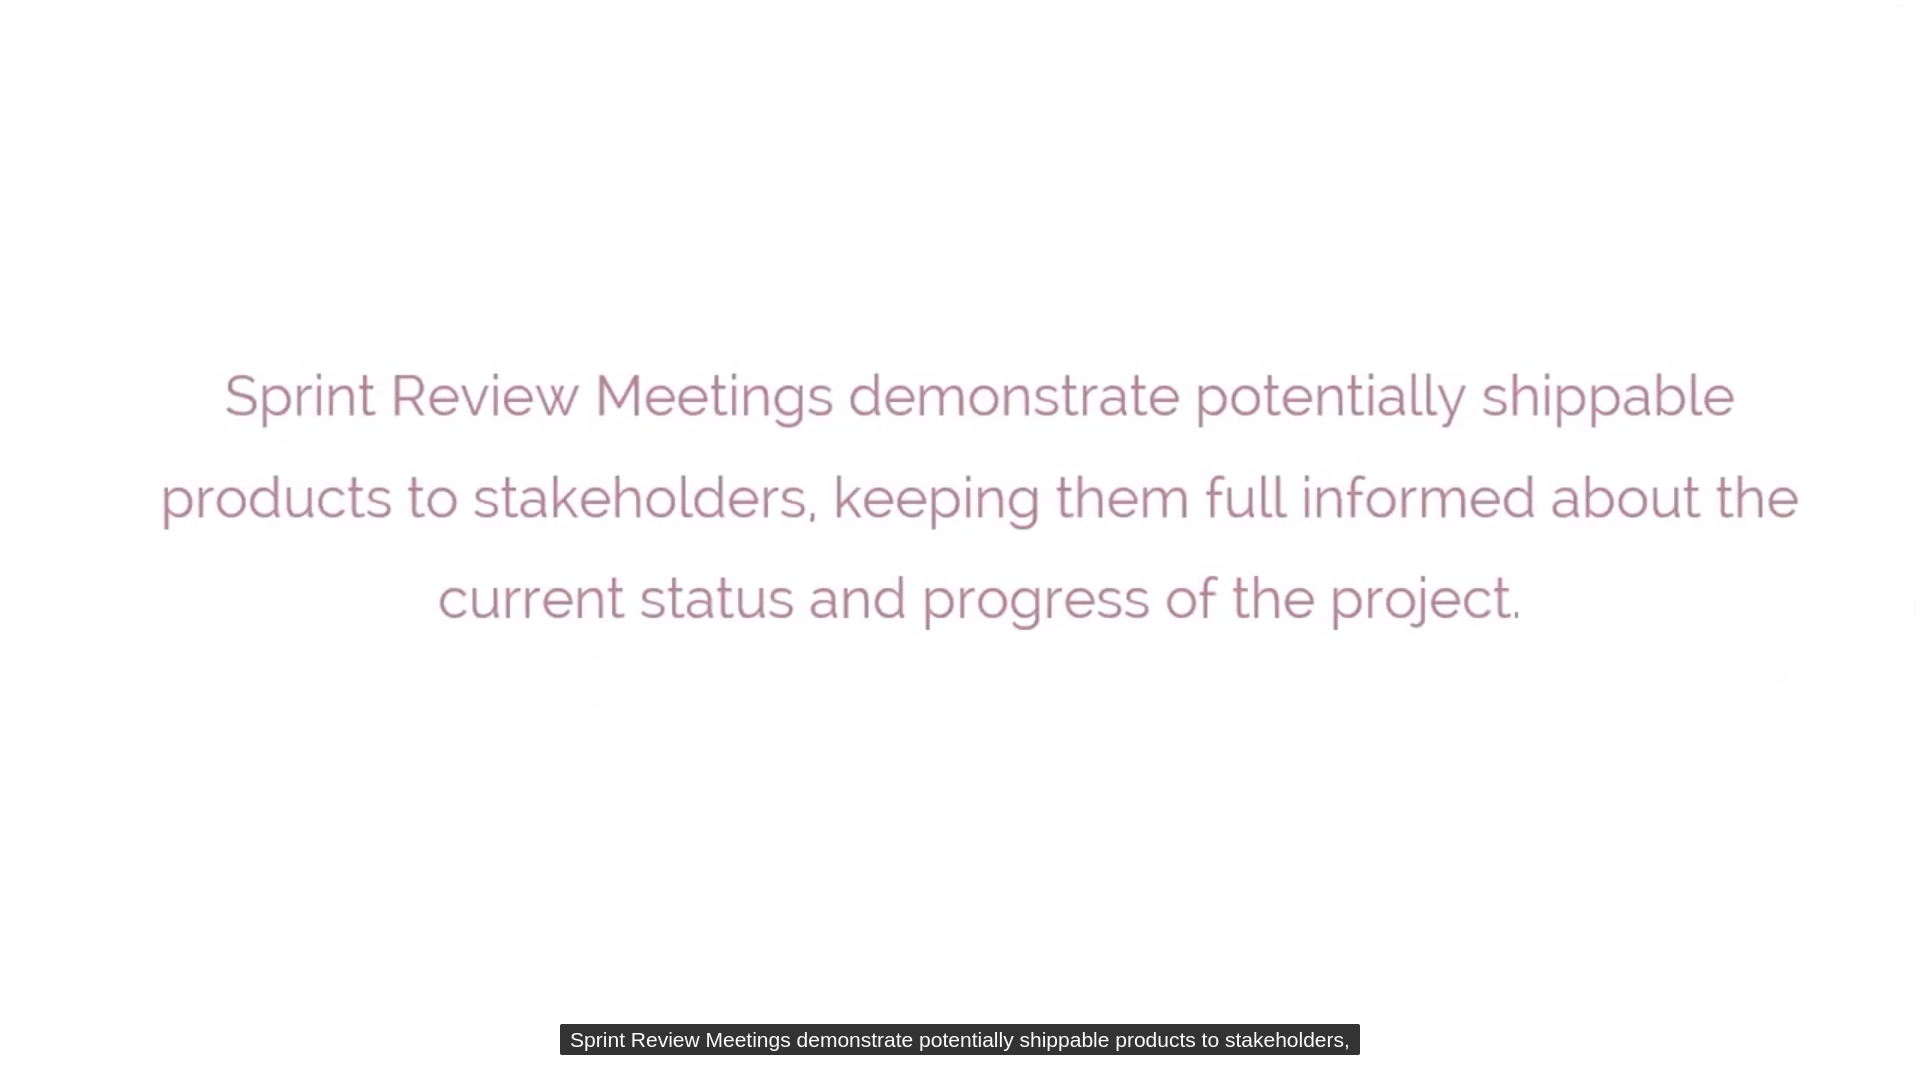 Sprint Review Meetings demonstrate potentially shippable
products to stakeholders, keeping them full informed about the
current status and progress of the project.
Sprint Review Meetings demonstrate potentially shippable products to stakeholders,